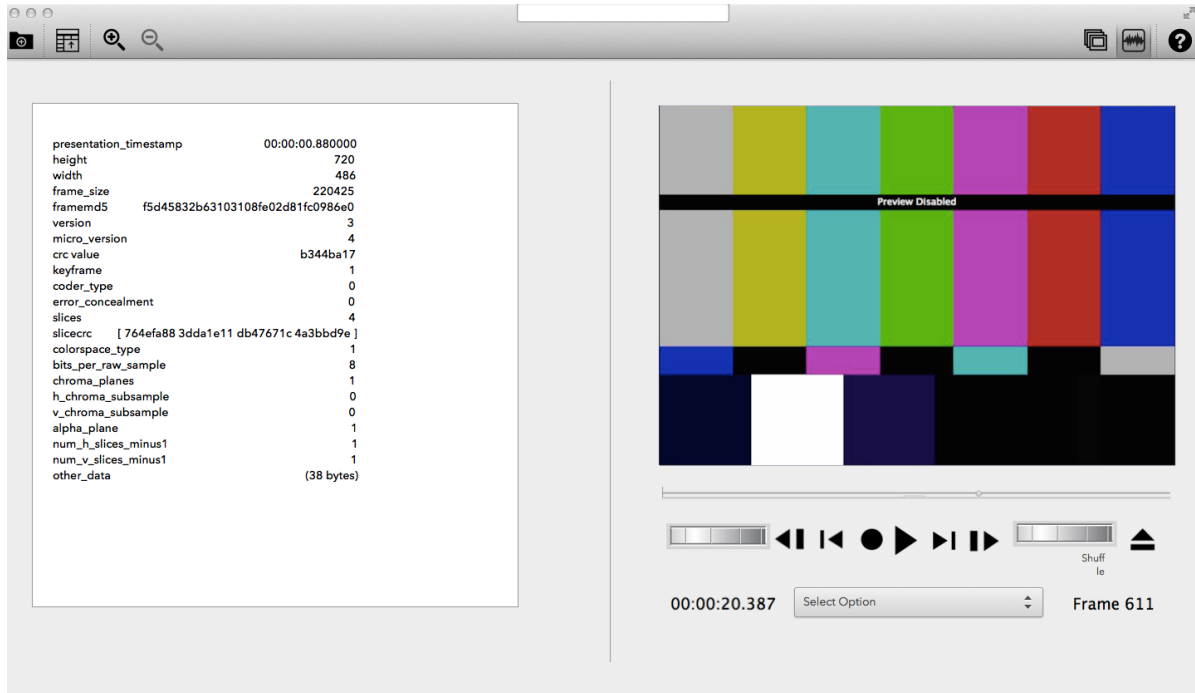 presentation_timestamp 00:00:00.880000
height 720
width 486
frame_size 220425
framemd5 f5d45832b63103108fe02d81fc0986e0
version 3
micro_version 4
crc value b344ba17
keyframe 1
coder_type 0
error_concealment 0
slices 4
slicecrc [ 764efa88 3dda1e11 db47671c 4a3bbd9e ]
colorspace_type 1
bits_per_raw_sample 8
chroma_planes 1
h_chroma_subsample 0
v_chroma_subsample 0
alpha_plane 1
num_h_slices_minus1 1
num_v_slices_minus1 1
other_data (38 bytes)
Preview Disabled
Shuff
le
00:00:20.387 Select Option Frame 611